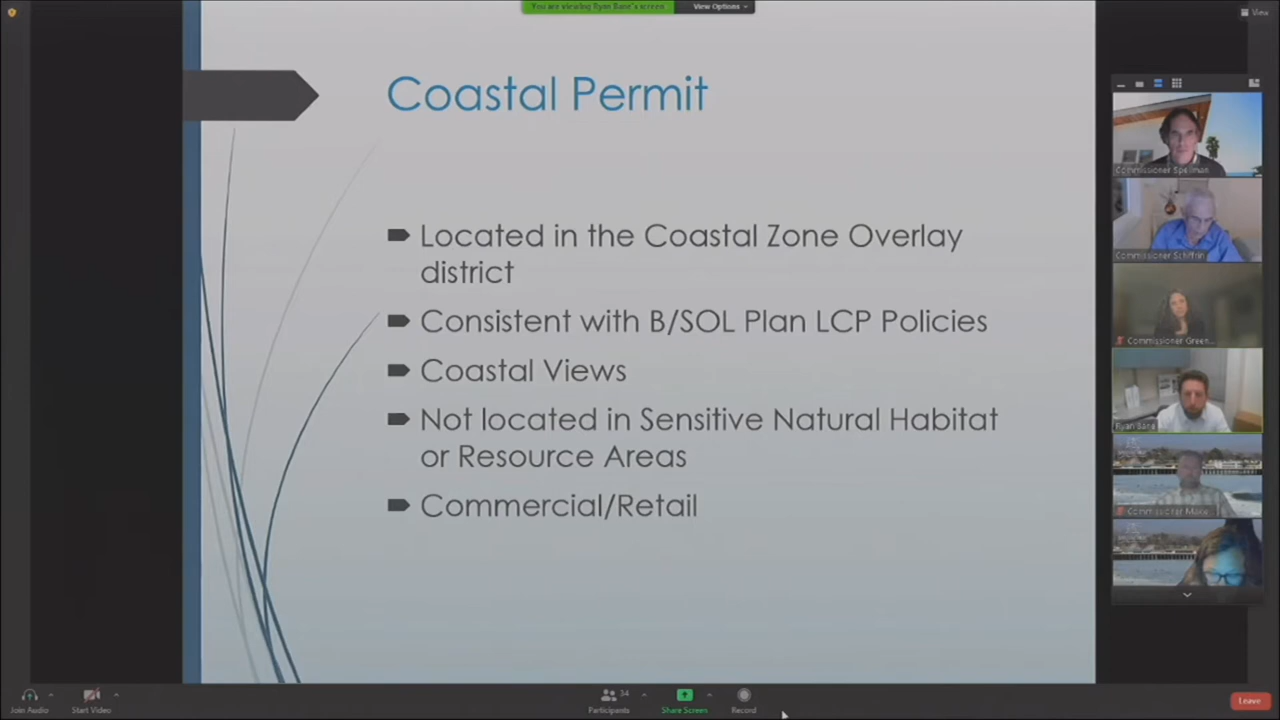 You are viewing Ryan Bane's screen
View Options
View
Coastal Permit
Located in the Coastal Zone Overlay
district
Consistent with B/SOL Plan LCP Policies
Coastal Views
Not located in Sensitive Natural Habitat
or Resource Areas
Commercial/Retail
Commissioner Spellman
Commissioner Schiffrin
Commissioner Green...
Ryan Bane
Commissioner Maxw...
Join Audio
Start Video
34
Participants
Share Screen
Record
Leave